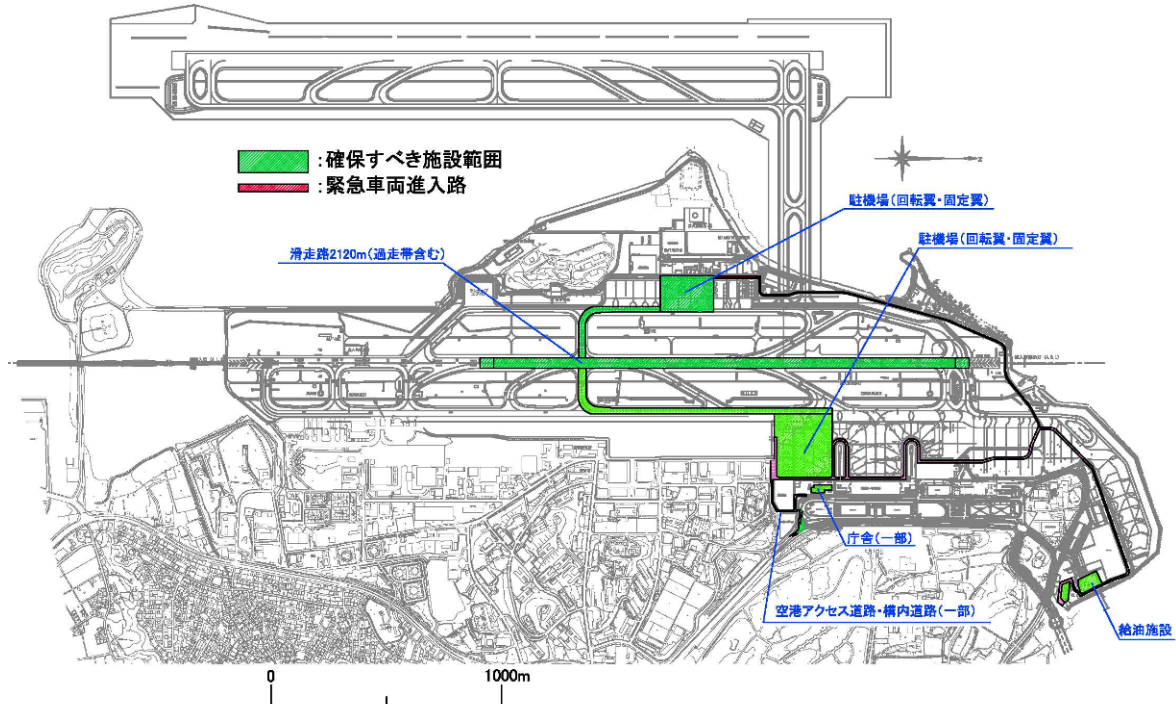 ：確保すべき施設範囲
：緊急車両進入路
駐機場（回転翼・固定翼）
駐機場（回転翼・固定翼）
滑走路2120m（過走帯含む）
庁舎（一部）
空港アクセス道路・構内道路（一部）
給油施設
0
1000m